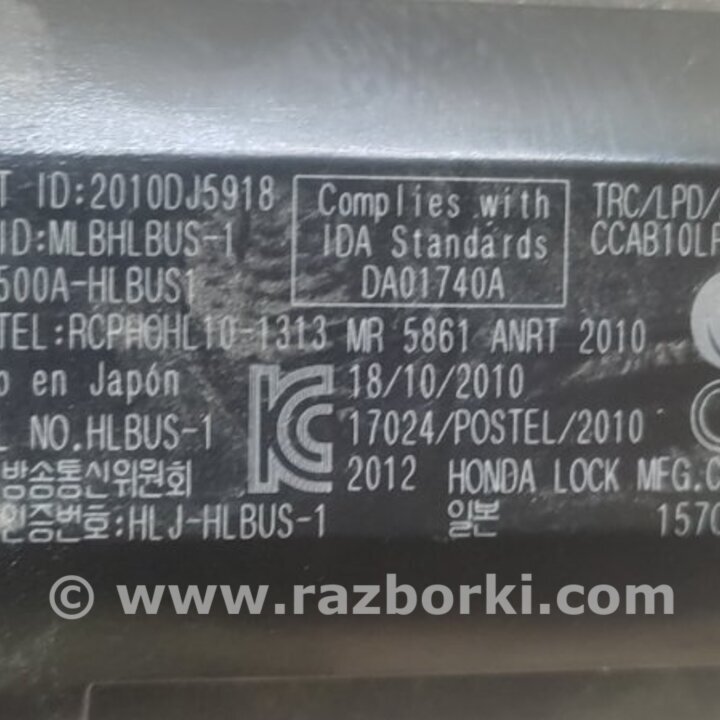 T ID:2010DJ5918
ID:MLBHLBUS-1
500A-HLBUS1
TEL:RCPHOHL10-1313
en Japón
NO.HLBUS-1
방송통신위원회
인증번호:HLJ-HLBUS-1
Complies with
IDA Standards
DA01740A
MR 5861 ANRT 2010
18/10/2010
17024/POSTEL/2010
2012 HONDA LOCK MFG.C
일본
TRC/LPD/
CCAB10LP
1570
© www.razborki.com